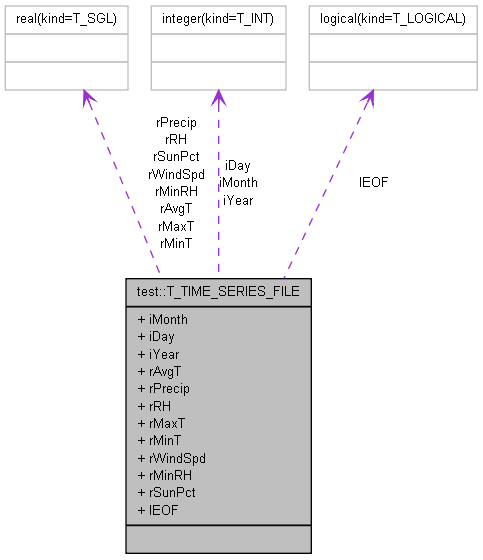 real(kind=T_SGL)
integer(kind=T_INT)
logical(kind=T_LOGICAL)
rPrecip
rRH
rSunPct
rWindSpd
rMinRH
rAvgT
rMaxT
rMinT
iDay
iMonth
iYear
lEOF
test::T_TIME_SERIES_FILE
+ iMonth
+ iDay
+ iYear
+ rAvgT
+ rPrecip
+ rRH
+ rMaxT
+ rMinT
+ rWindSpd
+ rMinRH
+ rSunPct
+ lEOF